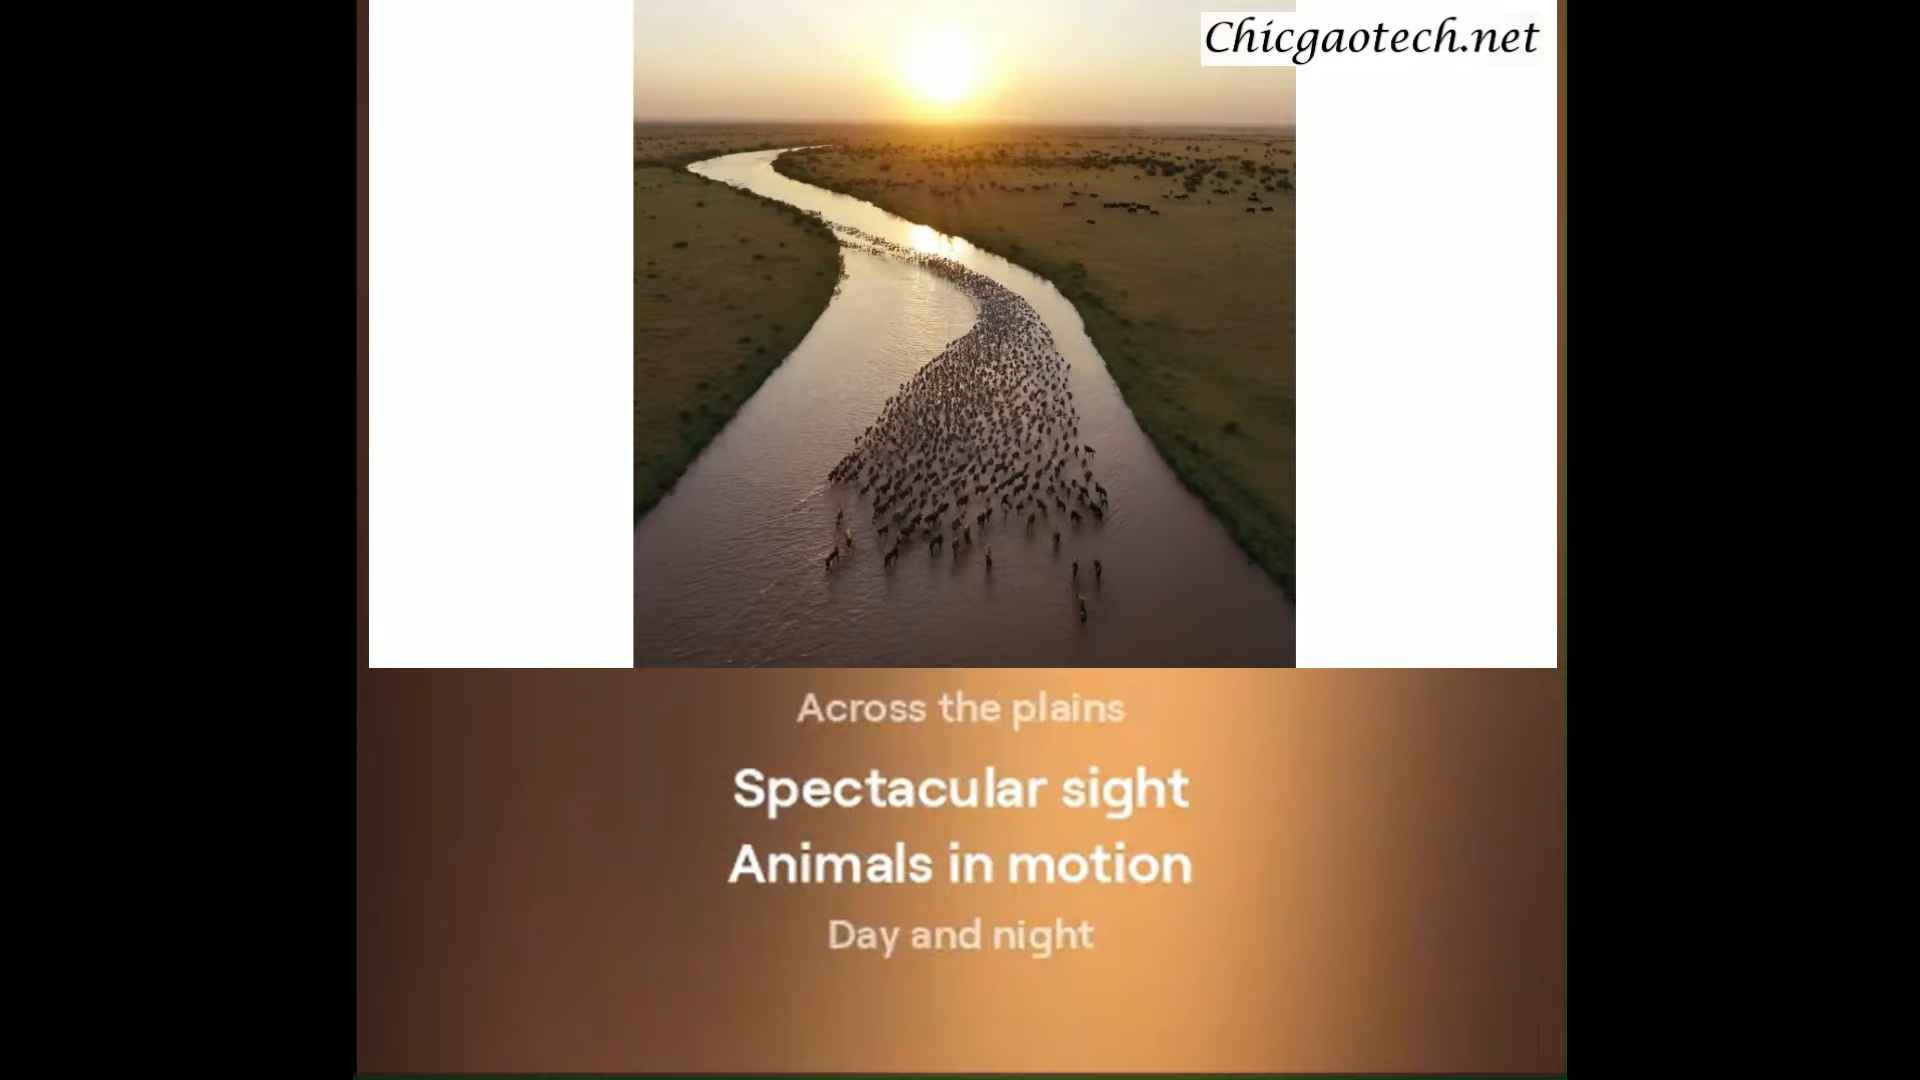 Chicgaotech.net
Across the plains
Spectacular sight
Animals in motion
Day and night